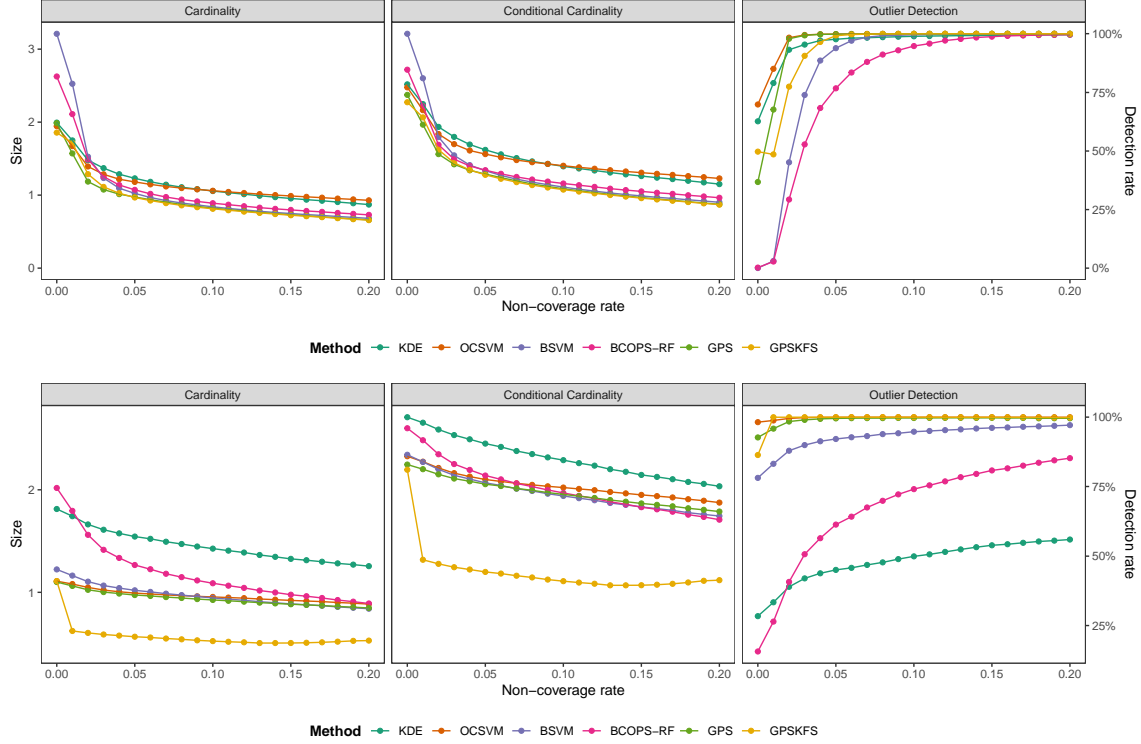 Cardinality
Conditional Cardinality
Outlier Detection
Size
3
2
1
0
100%
75%
50%
25%
0%
Detection rate
0.00 0.05 0.10 0.15 0.20
0.00 0.05 0.10 0.15 0.20
0.00 0.05 0.10 0.15 0.20
Non−coverage rate
Method KDE OCSVM BSVM BCOPS−RF GPS GPSKFS
Cardinality
Conditional Cardinality
Outlier Detection
Size
2
1
100%
75%
50%
25%
Detection rate
0.00 0.05 0.10 0.15 0.20
0.00 0.05 0.10 0.15 0.20
0.00 0.05 0.10 0.15 0.20
Non−coverage rate
Method KDE OCSVM BSVM BCOPS−RF GPS GPSKFS